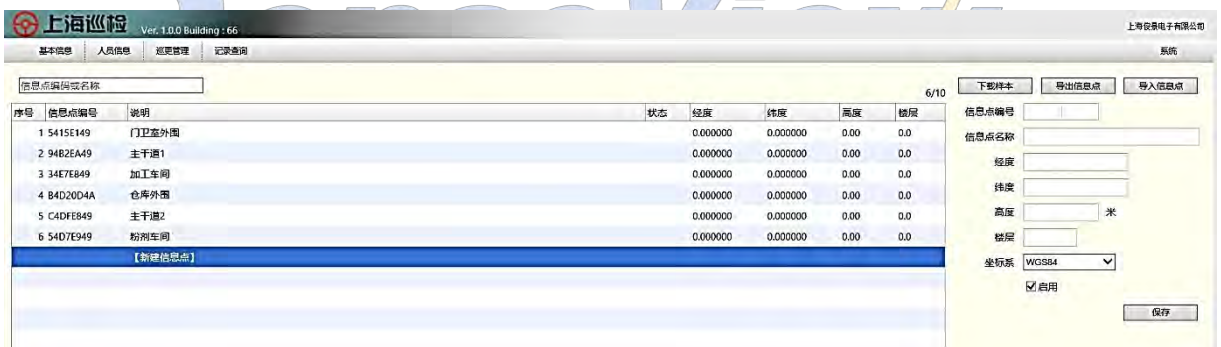 上海巡检 Ver. 1.0.0 Building : 66
上海俊景电子有限公司
基本信息 人员信息 巡更管理 记录查询 系统
信息点编码或名称
6/10
下载样本 导出信息点 导入信息点
序号 信息点编号 说明 状态 经度 纬度 高度 楼层
1 5415E149 门卫室外围 0.000000 0.000000 0.00 0.0
2 94B2EA49 主干道1 0.000000 0.000000 0.00 0.0
3 34E7E849 加工车间 0.000000 0.000000 0.00 0.0
4 B4D20D4A 仓库外围 0.000000 0.000000 0.00 0.0
5 C4DFE849 主干道2 0.000000 0.000000 0.00 0.0
6 54D7E949 粉剂车间 0.000000 0.000000 0.00 0.0
【新建信息点】
信息点编号
信息点名称
经度
纬度
高度 米
楼层
坐标系 WGS84
启用
保存